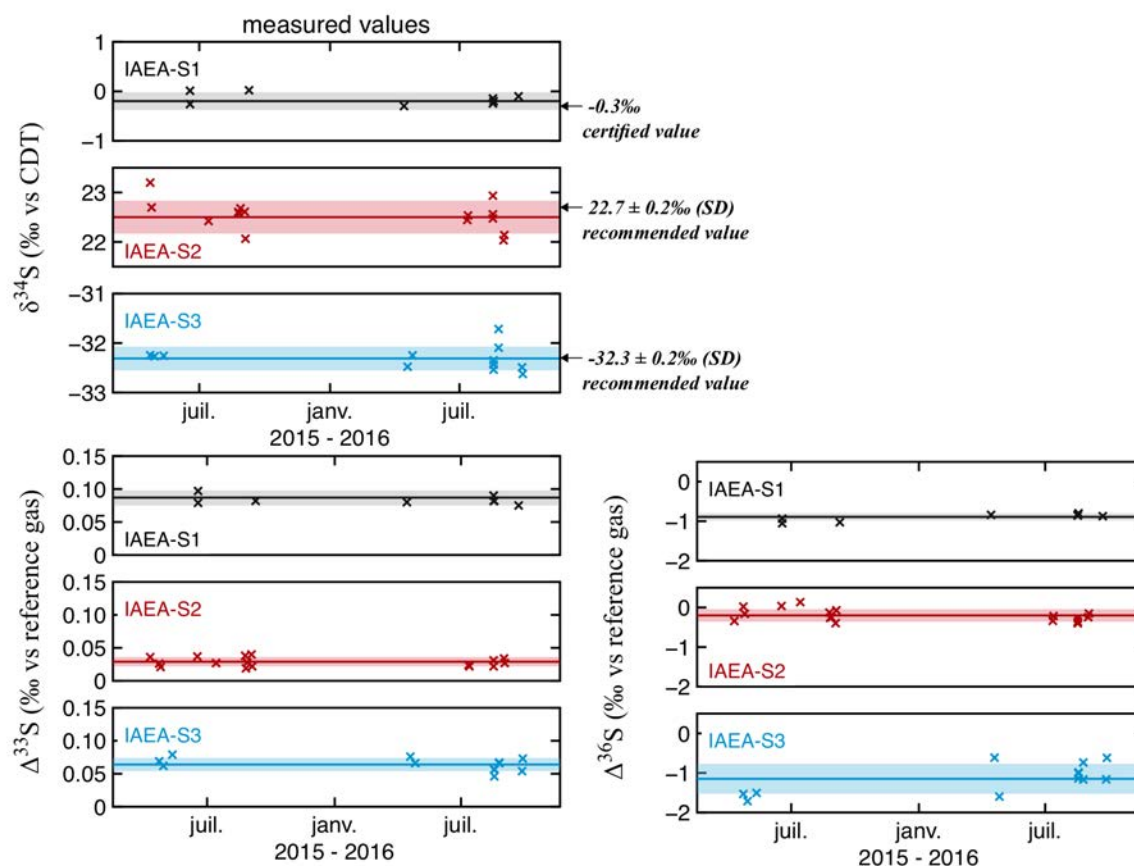 measured values
δ³⁴S (‰ vs CDT)
1
0
−1
IAEA-S1
-0.3‰
certified value
23
22
IAEA-S2
22.7 ± 0.2‰ (SD)
recommended value
−31
−32
−33
IAEA-S3
-32.3 ± 0.2‰ (SD)
recommended value
juil. janv. juil.
2015 - 2016
Δ³³S (‰ vs reference gas)
0.15
0.10
0.05
0
IAEA-S1
0.15
0.10
0.05
0
IAEA-S2
0.15
0.10
0.05
0
IAEA-S3
juil. janv. juil.
2015 - 2016
Δ³⁶S (‰ vs reference gas)
0
−1
−2
IAEA-S1
0
−1
−2
IAEA-S2
0
−1
−2
IAEA-S3
juil. janv. juil.
2015 - 2016